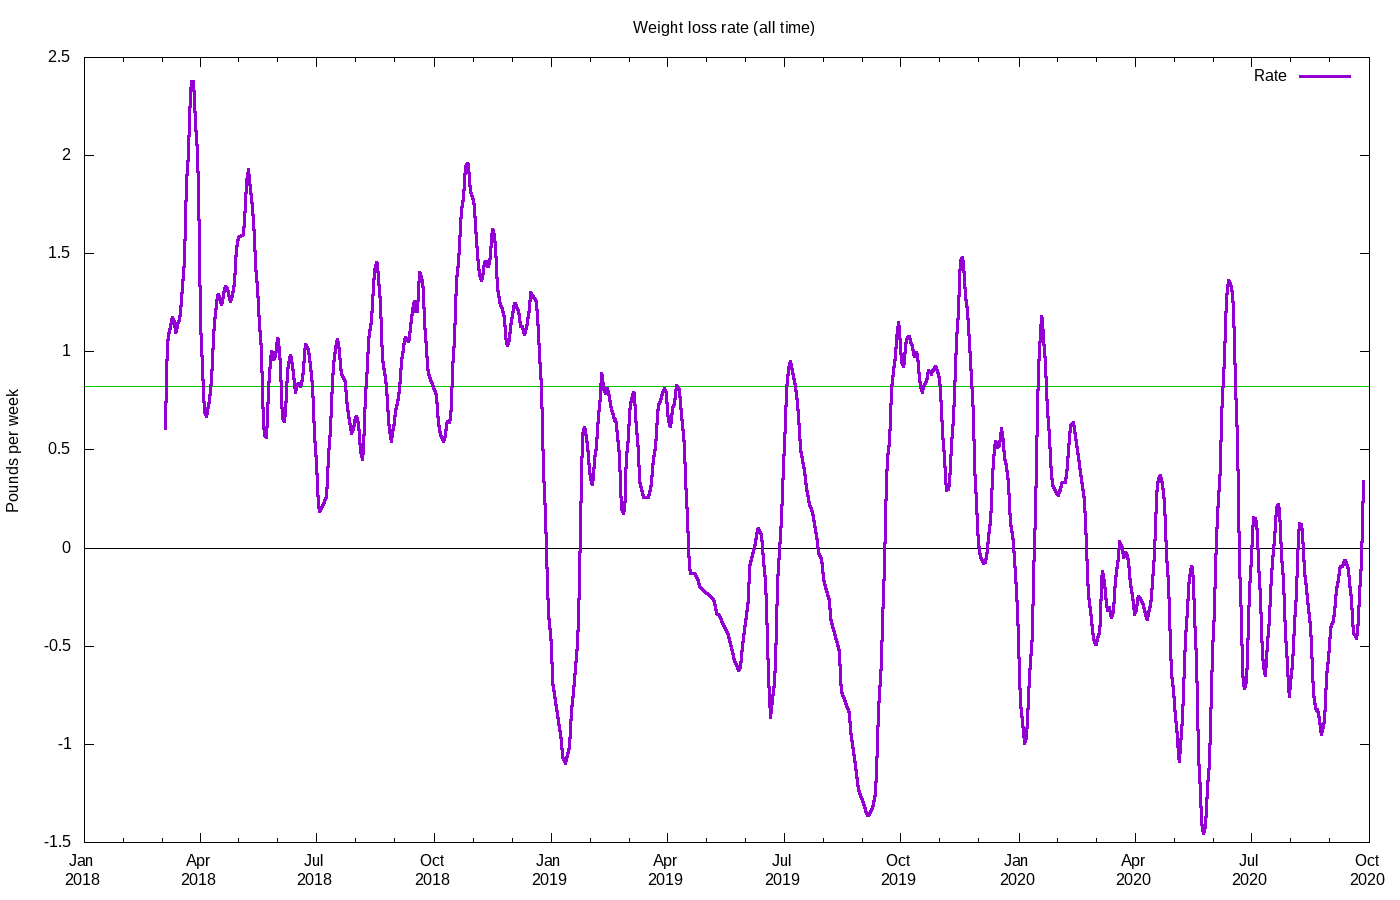 Weight loss rate (all time)
Rate
Pounds per week
2.5
2
1.5
1
0.5
0
-0.5
-1
-1.5
Jan Apr Jul Oct Jan Apr Jul Oct Jan Apr Jul Oct
2018 2018 2018 2018 2019 2019 2019 2019 2020 2020 2020 2020